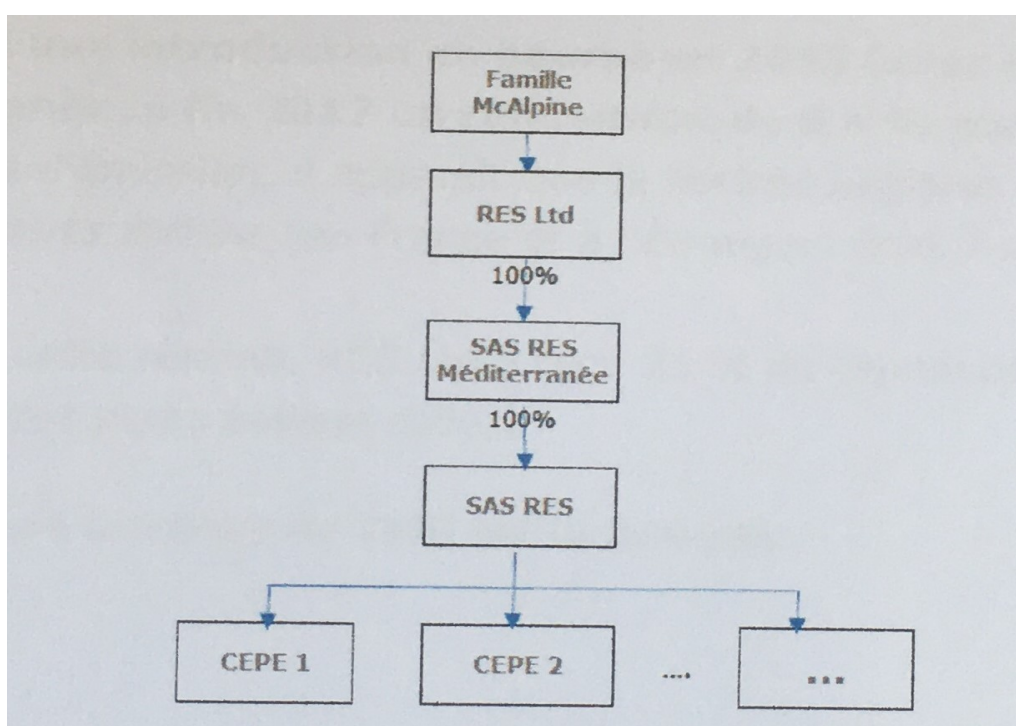 Famille
McAlpine
RES Ltd
100%
SAS RES
Méditerranée
100%
SAS RES
CEPE 1
CEPE 2
....
...